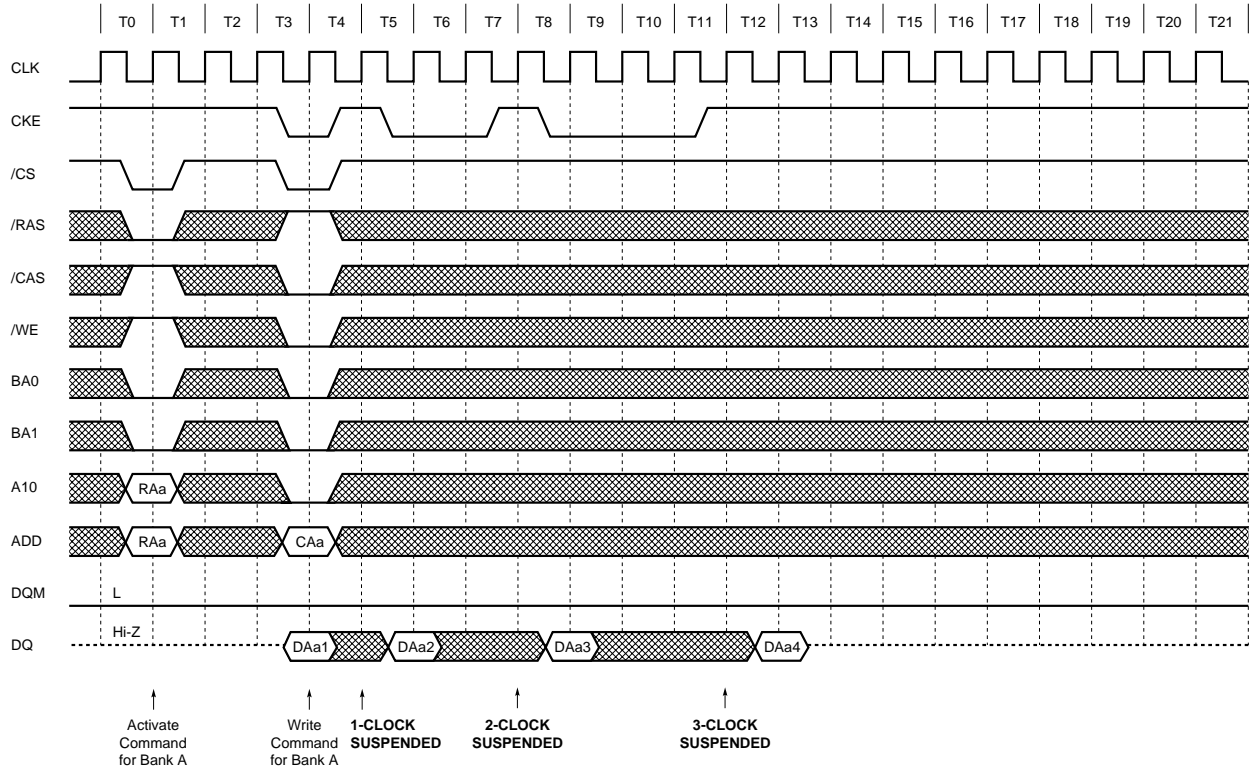 T0 T1 T2 T3 T4 T5 T6 T7 T8 T9 T10 T11 T12 T13 T14 T15 T16 T17 T18 T19 T20 T21
CLK
CKE
/CS
/RAS
/CAS
/WE
BA0
BA1
A10 RAa
ADD RAa CAa
DQM L
DQ Hi-Z DAa1 DAa2 DAa3 DAa4
Activate
Command
for Bank A
Write
Command
for Bank A
1-CLOCK
SUSPENDED
2-CLOCK
SUSPENDED
3-CLOCK
SUSPENDED